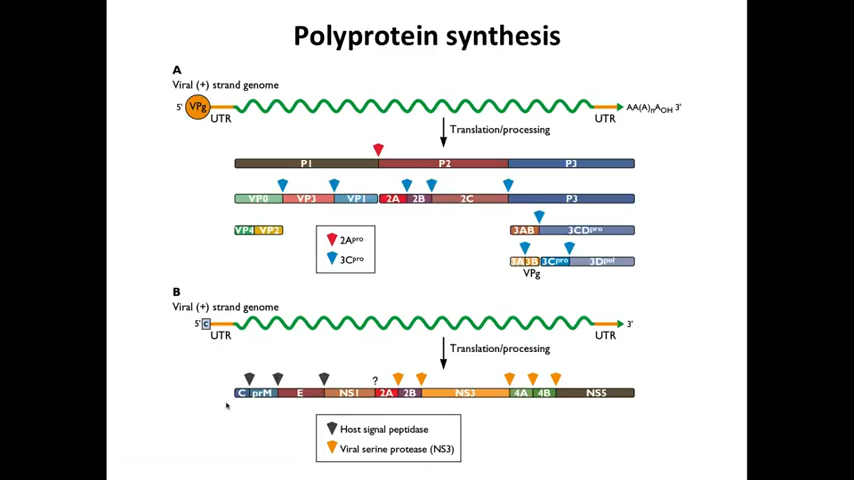 Polyprotein synthesis
A
Viral (+) strand genome
5' VPg UTR UTR AA(A)nAOH 3'
Translation/processing
P1 P2 P3
VP0 VP3 VP1 2A 2B 2C P3
VP4 VP2 3AB 3CDpro
3A 3B 3Cpro 3Dpol
VPg
2Apro
3Cpro
B
Viral (+) strand genome
5' c UTR UTR 3'
Translation/processing
?
C prM E NS1 2A 2B NS3 4A 4B NS5
Host signal peptidase
Viral serine protease (NS3)